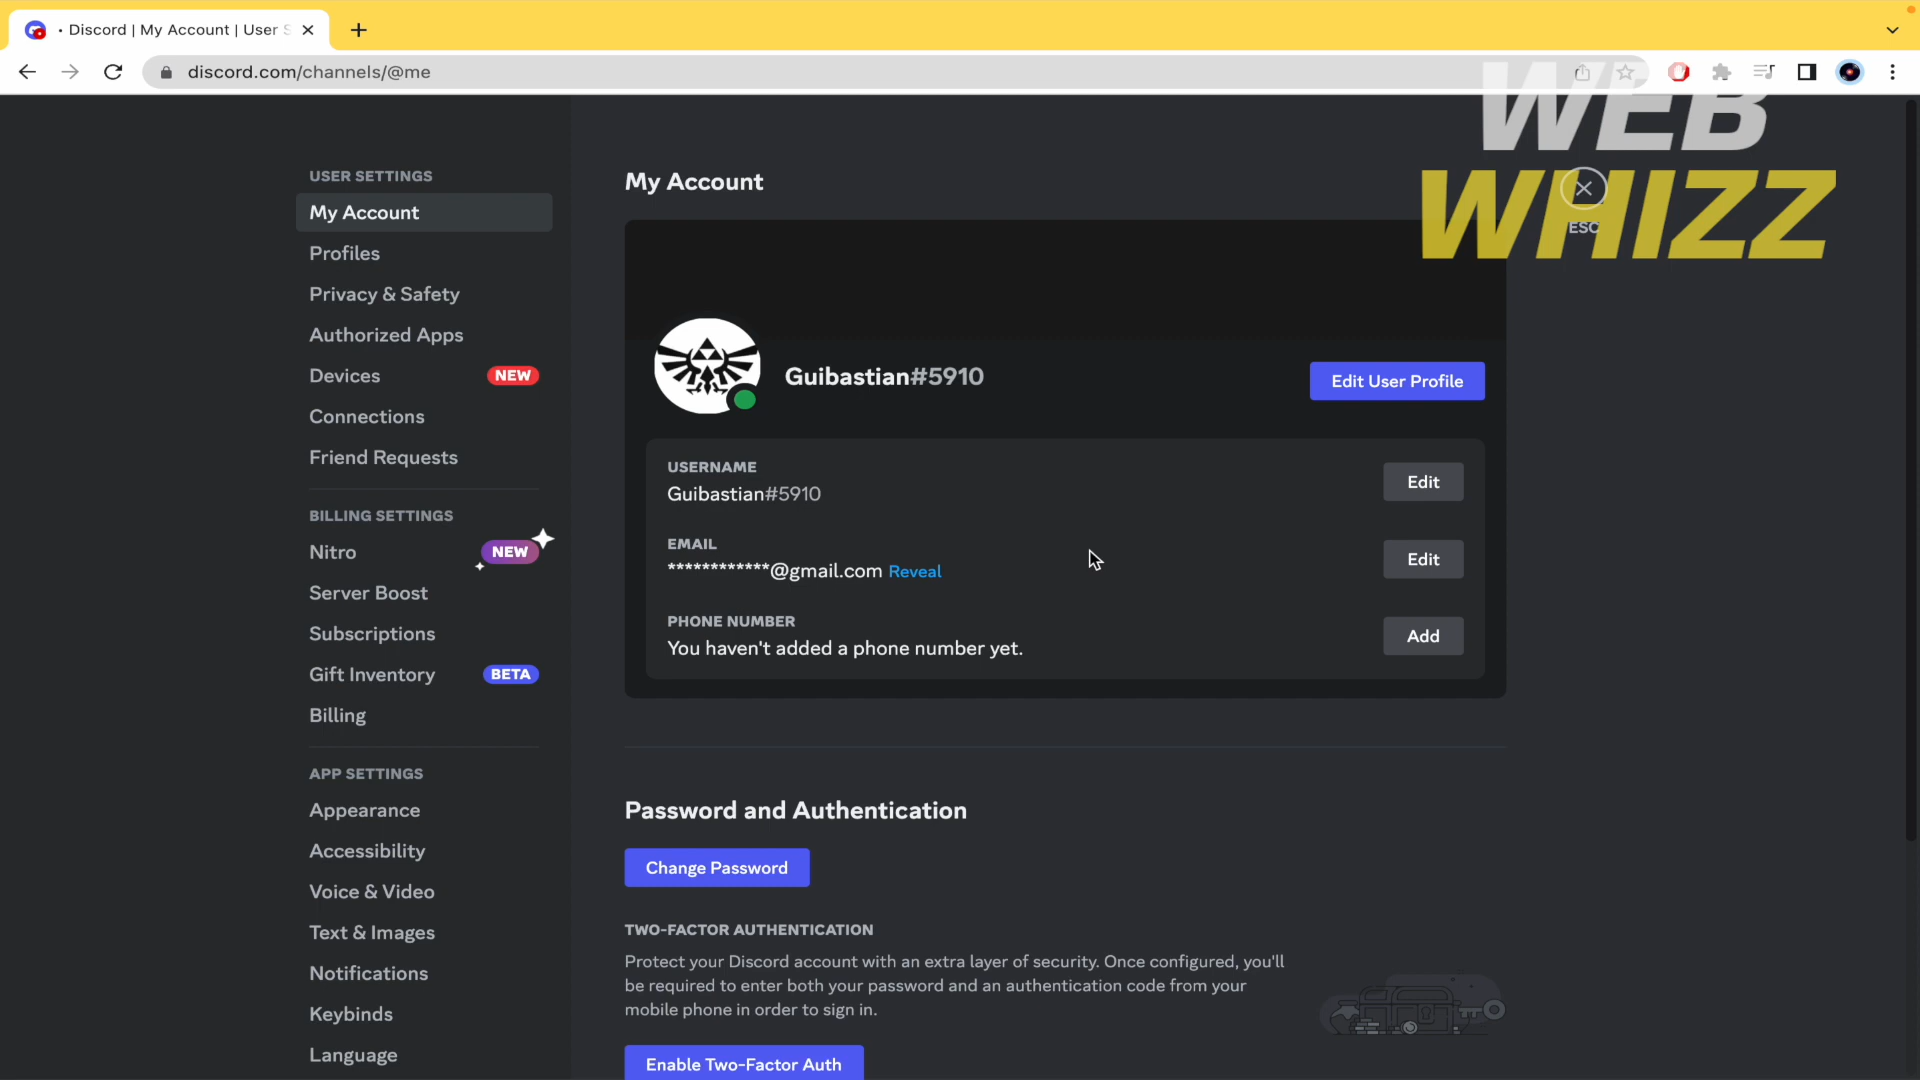 • Discord | My Account | User S
discord.com/channels/@me
WEB
WHIZZ
ESC
USER SETTINGS
My Account
Profiles
Privacy & Safety
Authorized Apps
Devices NEW
Connections
Friend Requests
BILLING SETTINGS
Nitro NEW
Server Boost
Subscriptions
Gift Inventory BETA
Billing
APP SETTINGS
Appearance
Accessibility
Voice & Video
Text & Images
Notifications
Keybinds
Language
My Account
Guibastian#5910
Edit User Profile
USERNAME
Guibastian#5910
Edit
EMAIL
************@gmail.com Reveal
Edit
PHONE NUMBER
You haven't added a phone number yet.
Add
Password and Authentication
Change Password
TWO-FACTOR AUTHENTICATION
Protect your Discord account with an extra layer of security. Once configured, you'll
be required to enter both your password and an authentication code from your
mobile phone in order to sign in.
Enable Two-Factor Auth